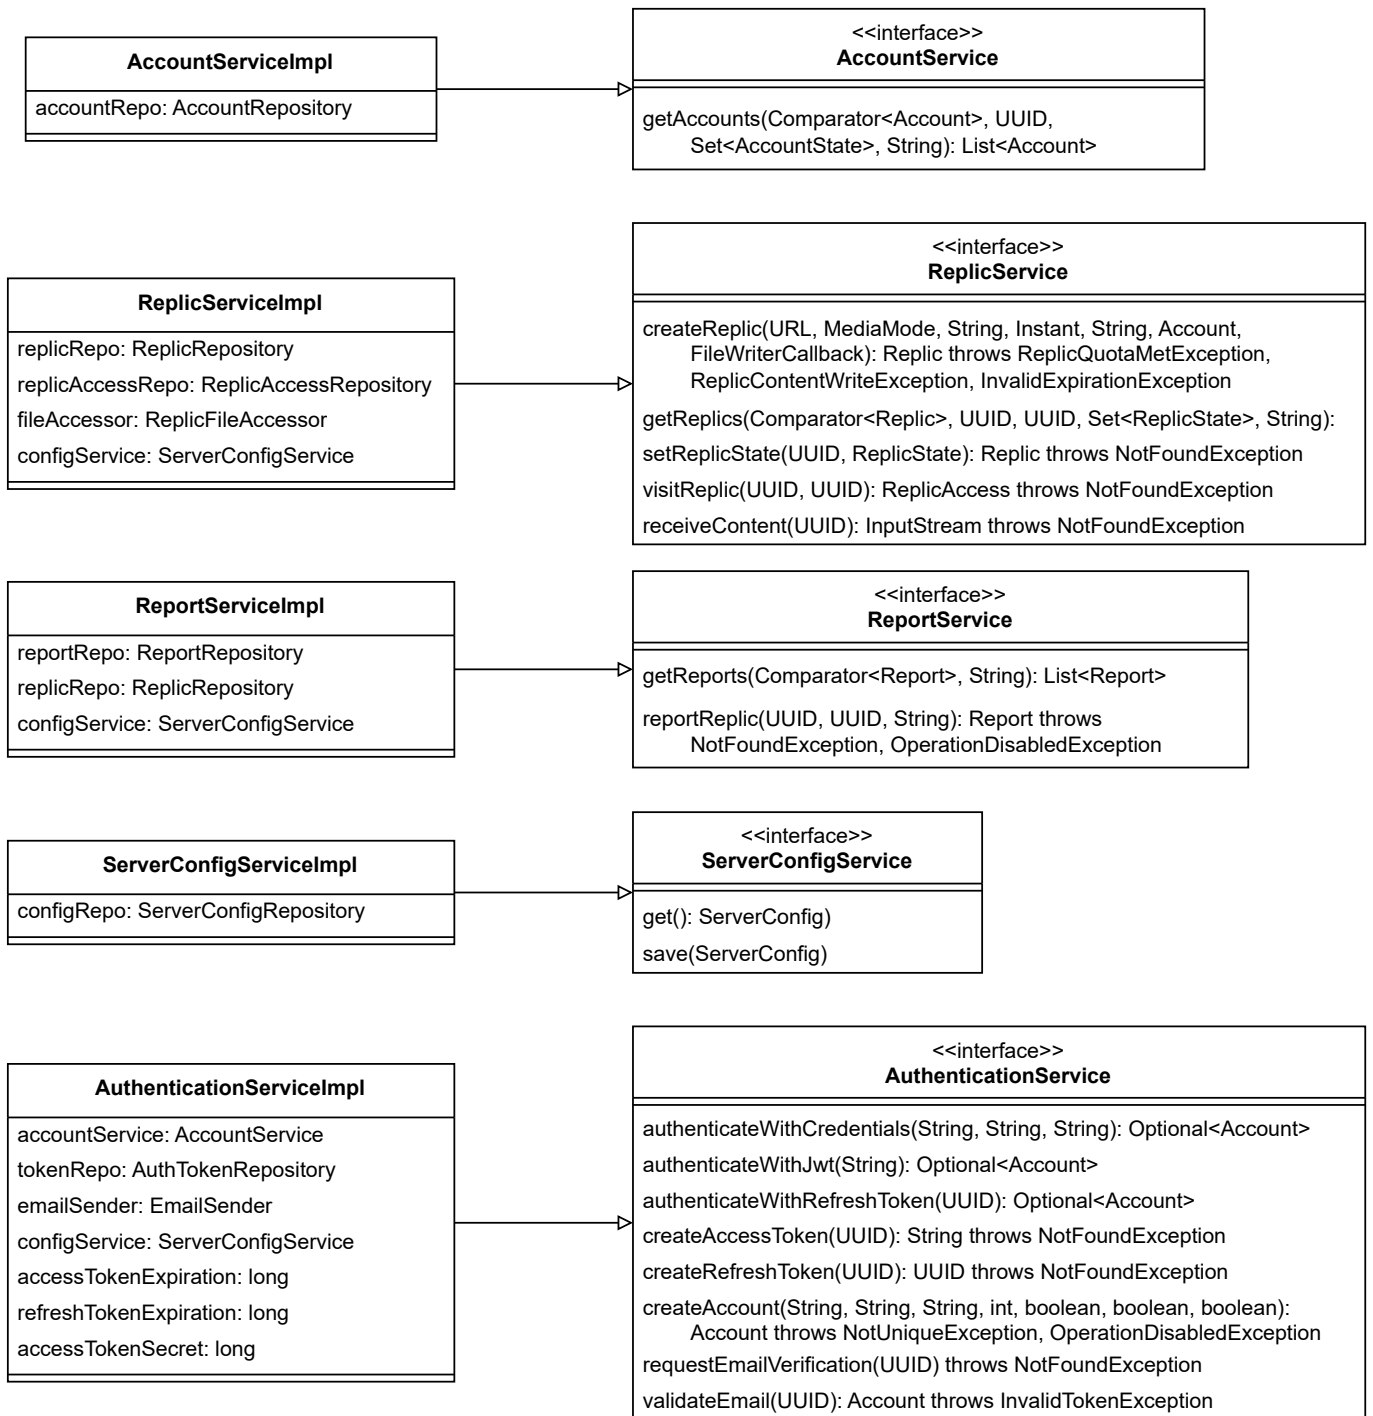 AccountServiceImpl
accountRepo: AccountRepository
<<interface>>
AccountService
getAccounts(Comparator<Account>, UUID,
Set<AccountState>, String): List<Account>
ReplicServiceImpl
replicRepo: ReplicRepository
replicAccessRepo: ReplicAccessRepository
fileAccessor: ReplicFileAccessor
configService: ServerConfigService
<<interface>>
ReplicService
createReplic(URL, MediaMode, String, Instant, String, Account,
FileWriterCallback): Replic throws ReplicQuotaMetException,
ReplicContentWriteException, InvalidExpirationException
getReplics(Comparator<Replic>, UUID, UUID, Set<ReplicState>, String):
setReplicState(UUID, ReplicState): Replic throws NotFoundException
visitReplic(UUID, UUID): ReplicAccess throws NotFoundException
receiveContent(UUID): InputStream throws NotFoundException
ReportServiceImpl
reportRepo: ReportRepository
replicRepo: ReplicRepository
configService: ServerConfigService
<<interface>>
ReportService
getReports(Comparator<Report>, String): List<Report>
reportReplic(UUID, UUID, String): Report throws
NotFoundException, OperationDisabledException
ServerConfigServiceImpl
configRepo: ServerConfigRepository
<<interface>>
ServerConfigService
get(): ServerConfig)
save(ServerConfig)
AuthenticationServiceImpl
accountService: AccountService
tokenRepo: AuthTokenRepository
emailSender: EmailSender
configService: ServerConfigService
accessTokenExpiration: long
refreshTokenExpiration: long
accessTokenSecret: long
<<interface>>
AuthenticationService
authenticateWithCredentials(String, String, String): Optional<Account>
authenticateWithJwt(String): Optional<Account>
authenticateWithRefreshToken(UUID): Optional<Account>
createAccessToken(UUID): String throws NotFoundException
createRefreshToken(UUID): UUID throws NotFoundException
createAccount(String, String, String, int, boolean, boolean, boolean):
Account throws NotUniqueException, OperationDisabledException
requestEmailVerification(UUID) throws NotFoundException
validateEmail(UUID): Account throws InvalidTokenException